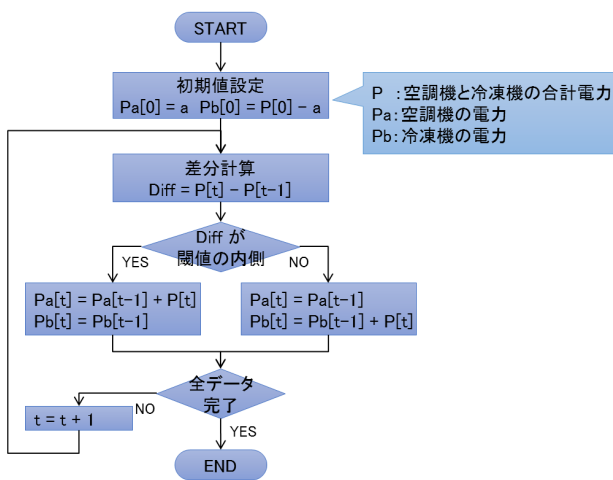 START
初期値設定
Pa[0] = a Pb[0] = P[0] − a
P :空調機と冷凍機の合計電力
Pa:空調機の電力
Pb:冷凍機の電力
差分計算
Diff = P[t] − P[t−1]
Diff が
閾値の内側
YES
NO
Pa[t] = Pa[t−1] + P[t]
Pb[t] = Pb[t−1]
Pa[t] = Pa[t−1]
Pb[t] = Pb[t−1] + P[t]
全データ
完了
NO
t = t + 1
YES
END